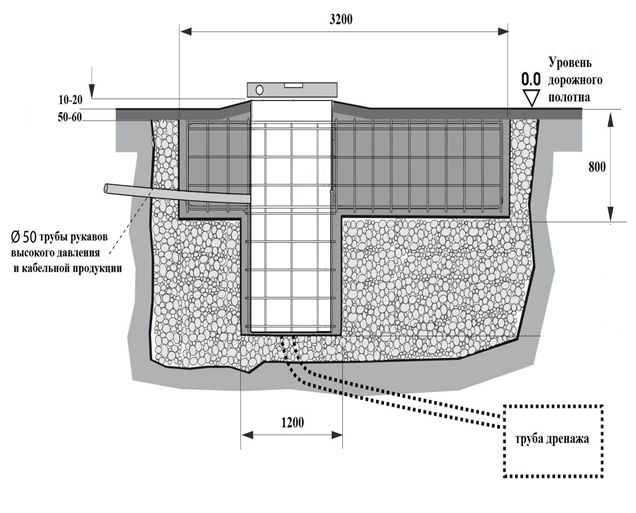 3200
10-20
50-60
0.0
Уровень
дорожного
полотна
800
Ø 50 трубы рукавов
высокого давления
и кабельной продукции
1200
труба дренажа